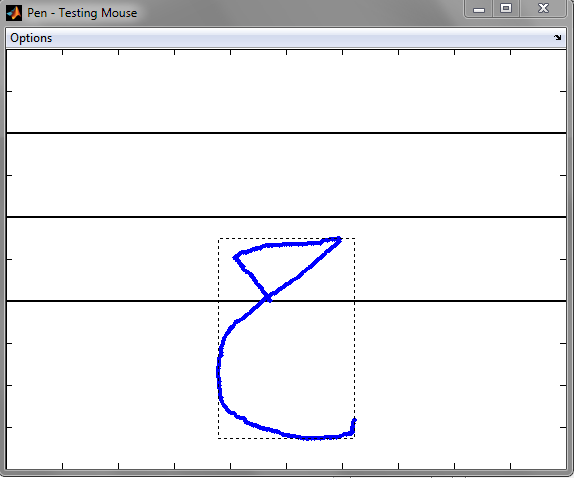 Pen - Testing Mouse
Options
ع